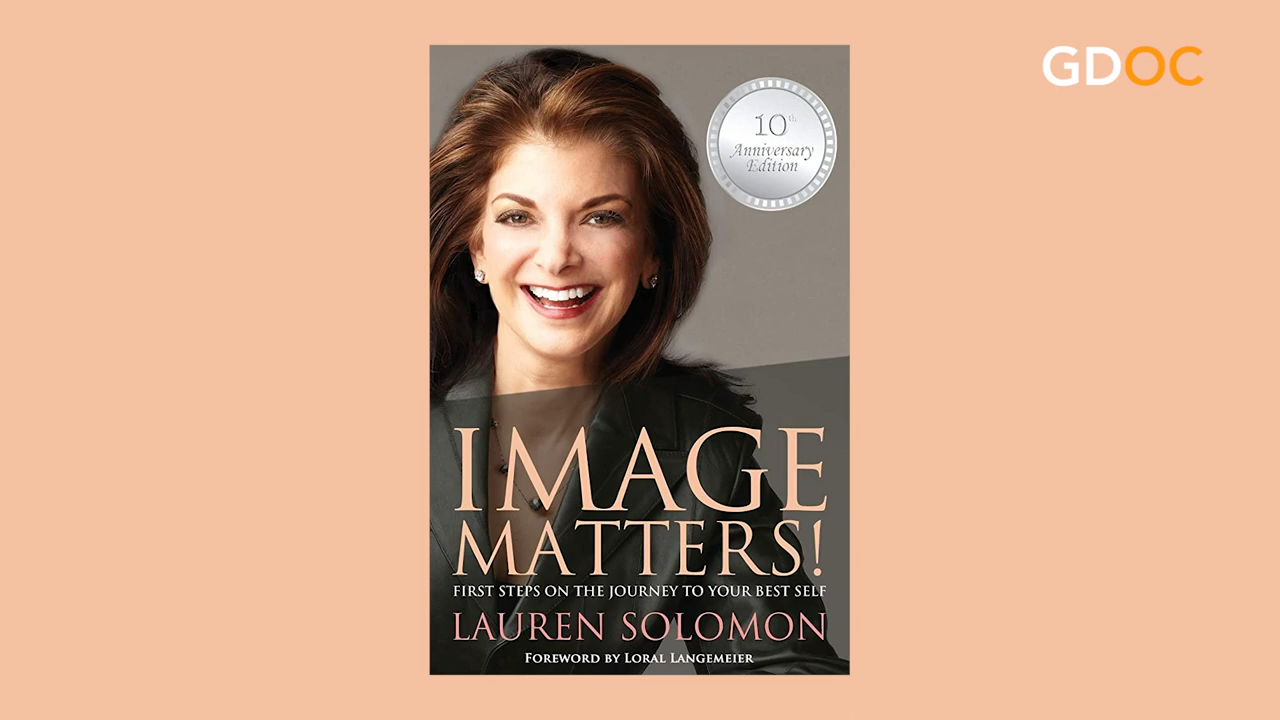 GDOC
10th
Anniversary
Edition
IMAGE
MATTERS!
FIRST STEPS ON THE JOURNEY TO YOUR BEST SELF
LAUREN SOLOMON
FOREWORD BY LORAL LANGEMEIER